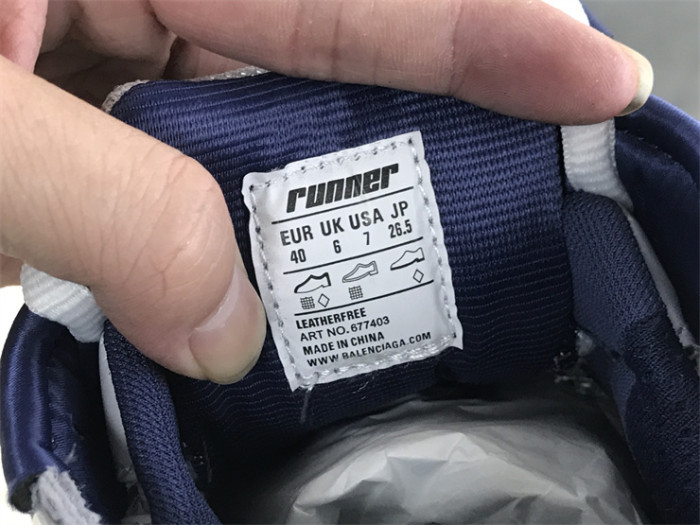 runner
EUR UK USA JP
40 6 7 26.5
LEATHERFREE
ART NO.677403
MADE IN CHINA
WWW.BALENCIAGA.COM